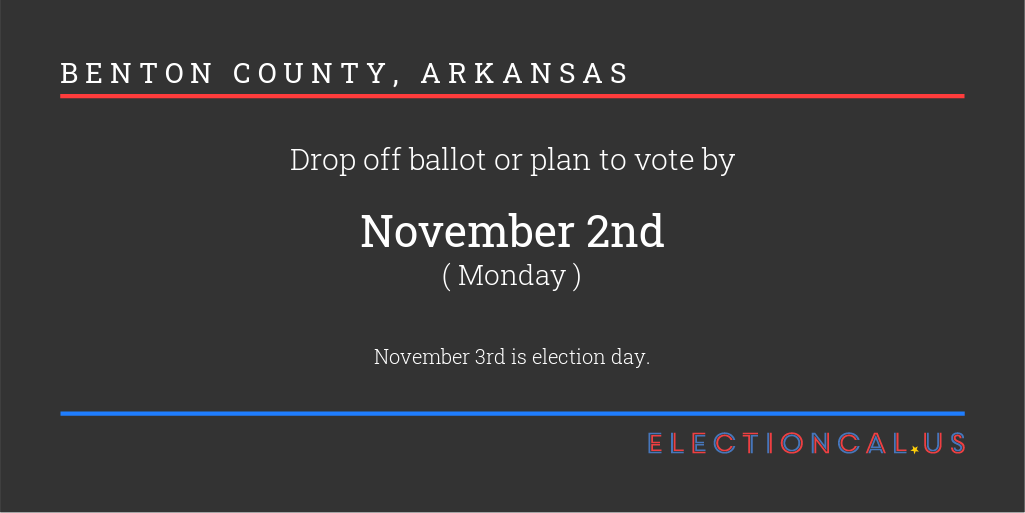 BENTON COUNTY, ARKANSAS
Drop off ballot or plan to vote by
November 2nd
( Monday )
November 3rd is election day.
ELECTIONCAL.US